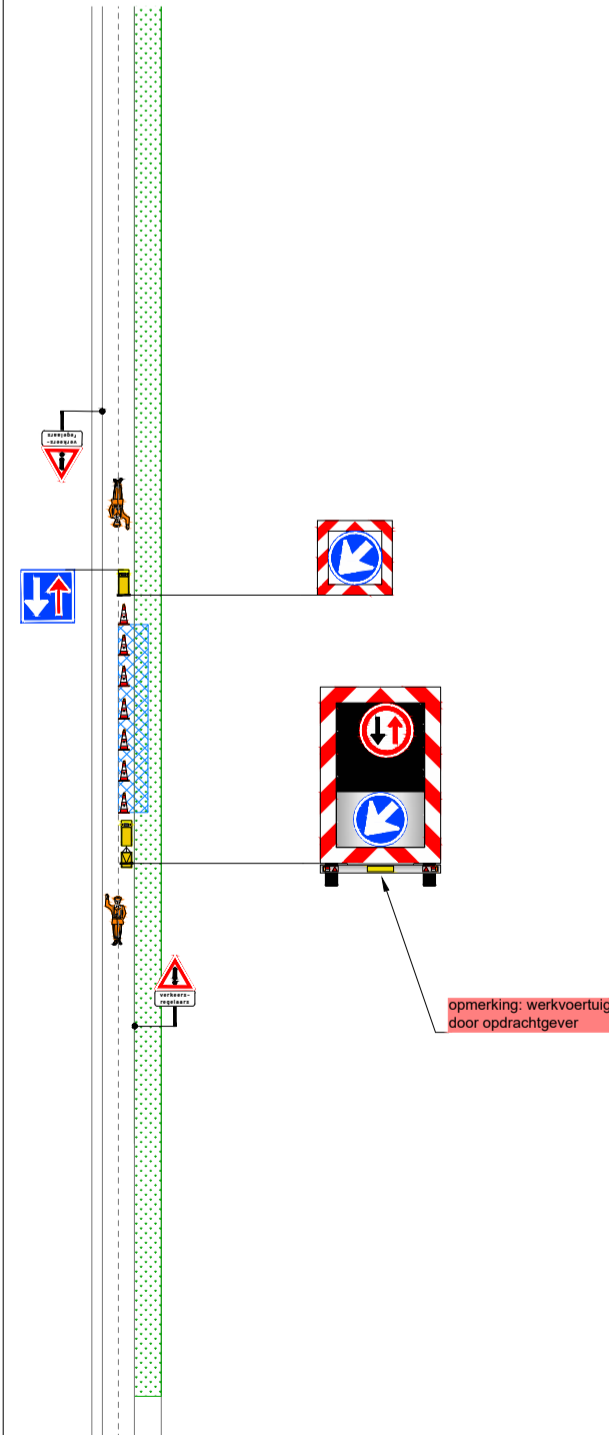 verkeers-
regelaars
verkeers-
regelaars
opmerking: werkvoertuig
door opdrachtgever